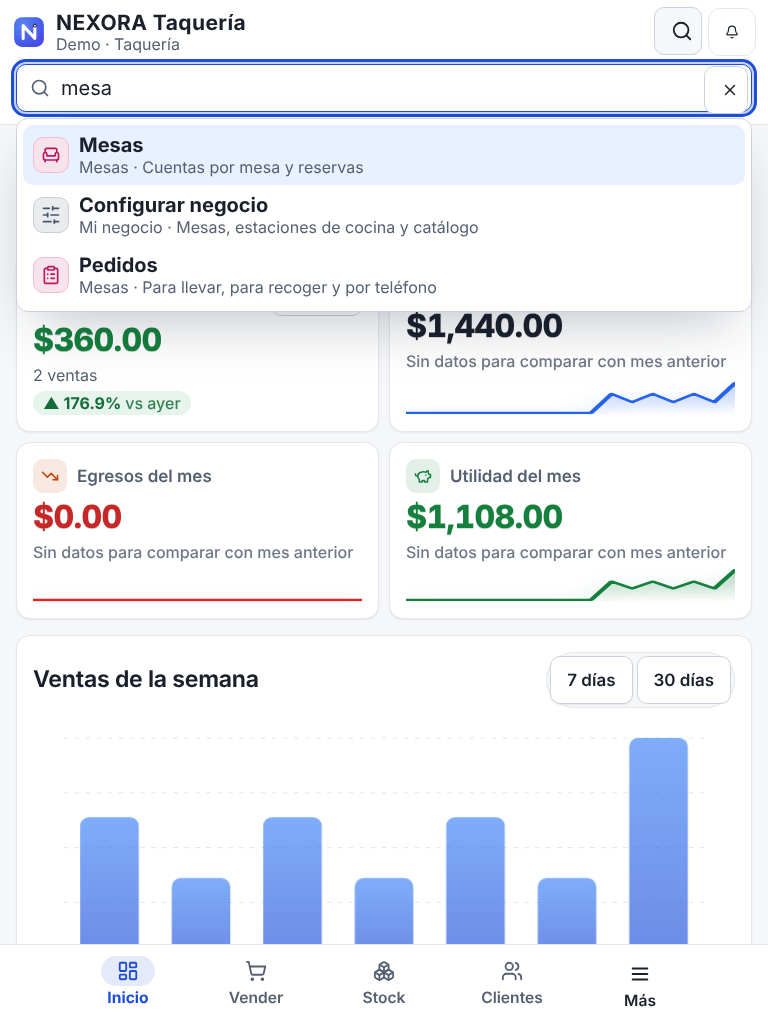 NEXORA Taquería
Demo · Taquería
mesa
Mesas
Mesas · Cuentas por mesa y reservas
Configurar negocio
Mi negocio · Mesas, estaciones de cocina y catálogo
Pedidos
Mesas · Para llevar, para recoger y por teléfono
$360.00
2 ventas
▲ 176.9% vs ayer
$1,440.00
Sin datos para comparar con mes anterior
Egresos del mes
$0.00
Sin datos para comparar con mes anterior
Utilidad del mes
$1,108.00
Sin datos para comparar con mes anterior
Ventas de la semana
7 días
30 días
Inicio
Vender
Stock
Clientes
Más